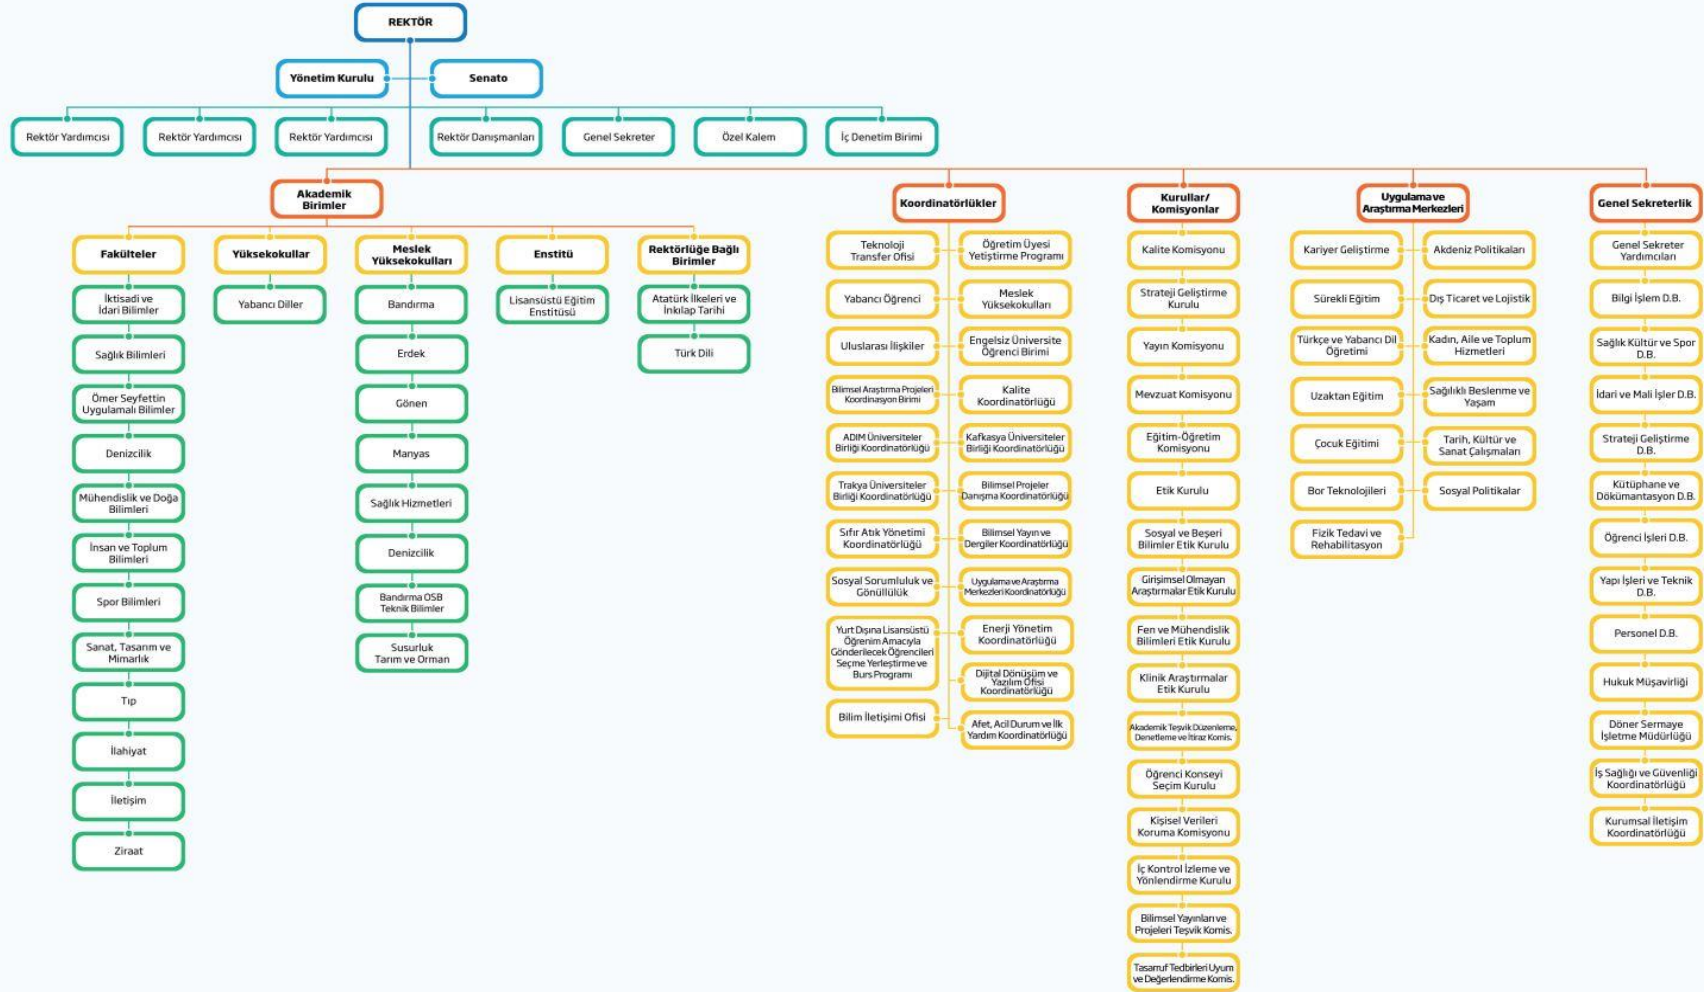 REKTÖR
Yönetim Kurulu
Senato
Rektör Yardımcısı
Rektör Yardımcısı
Rektör Yardımcısı
Rektör Danışmanları
Genel Sekreter
Özel Kalem
İç Denetim Birimi
Akademik
Birimler
Fakülteler
İktisadi ve
İdari Bilimler
Sağlık Bilimleri
Ömer Seyfettin
Uygulamalı Bilimler
Denizcilik
Mühendislik ve Doğa
Bilimleri
İnsan ve Toplum
Bilimleri
Spor Bilimleri
Sanat, Tasarım ve
Mimarlık
Tıp
İlahiyat
İletişim
Ziraat
Yüksekokullar
Yabancı Diller
Meslek
Yüksekokulları
Bandırma
Erdek
Gönen
Manyas
Sağlık Hizmetleri
Denizcilik
Bandırma OSB
Teknik Bilimler
Susurluk
Tarım ve Orman
Enstitü
Lisansüstü Eğitim
Enstitüsü
Rektörlüğe Bağlı
Birimler
Atatürk İlkeleri ve
İnkılap Tarihi
Türk Dili
Koordinatörlükler
Teknoloji
Transfer Ofisi
Öğretim Üyesi
Yetiştirme Programı
Yabancı Öğrenci
Meslek
Yüksekokulları
Uluslarası İlişkiler
Engelsiz Üniversite
Öğrenci Birimi
Bilimsel Araştırma Projeleri
Koordinasyon Birimi
Kalite
Koordinatörlüğü
ADIM Üniversiteler
Birliği Koordinatörlüğü
Kafkasya Üniversiteler
Birliği Koordinatörlüğü
Trakya Üniversiteler
Birliği Koordinatörlüğü
Bilimsel Projeler
Danışma Koordinatörlüğü
Sıfır Atık Yönetimi
Koordinatörlüğü
Bilimsel Yayın ve
Dergiler Koordinatörlüğü
Sosyal Sorumluluk ve
Gönüllülük
Uygulama ve Araştırma
Merkezleri Koordinatörlüğü
Yurt Dışına Lisansüstü
Öğrenim Amacıyla
Gönderilecek Öğrencileri
Seçme Yerleştirme ve
Burs Programı
Enerji Yönetim
Koordinatörlüğü
Dijital Dönüşüm ve
Yazılım Ofisi
Koordinatörlüğü
Bilim İletişimi Ofisi
Afet, Acil Durum ve İlk
Yardım Koordinatörlüğü
Kurullar/
Komisyonlar
Kalite Komisyonu
Strateji Geliştirme
Kurulu
Yayın Komisyonu
Mevzuat Komisyonu
Eğitim-Öğretim
Komisyonu
Etik Kurulu
Sosyal ve Beşeri
Bilimler Etik Kurulu
Girişimsel Olmayan
Araştırmalar Etik Kurulu
Fen ve Mühendislik
Bilimleri Etik Kurulu
Klinik Araştırmalar
Etik Kurulu
Akademik Teşvik Düzenleme,
Denetleme ve İtiraz Komis.
Öğrenci Konseyi
Seçim Kurulu
Kişisel Verileri
Koruma Komisyonu
İç Kontrol İzleme ve
Yönlendirme Kurulu
Bilimsel Yayınları ve
Projeleri Teşvik Komis.
Tasarruf Tedbirleri Uyum
ve Değerlendirme Komis.
Uygulama ve
Araştırma Merkezleri
Kariyer Geliştirme
Akdeniz Politikaları
Sürekli Eğitim
Dış Ticaret ve Lojistik
Türkçe ve Yabancı Dil
Öğretimi
Kadın, Aile ve Toplum
Hizmetleri
Uzaktan Eğitim
Sağılıklı Beslenme ve
Yaşam
Çocuk Eğitimi
Tarih, Kültür ve
Sanat Çalışmaları
Bor Teknolojileri
Sosyal Politikalar
Fizik Tedavi ve
Rehabilitasyon
Genel Sekreterlik
Genel Sekreter
Yardımcıları
Bilgi İşlem D.B.
Sağlık Kültür ve Spor
D.B.
İdari ve Mali İşler D.B.
Strateji Geliştirme
D.B.
Kütüphane ve
Dökümantasyon D.B.
Öğrenci İşleri D.B.
Yapı İşleri ve Teknik
D.B.
Personel D.B.
Hukuk Müşavirliği
Döner Sermaye
İşletme Müdürlüğü
İş Sağlığı ve Güvenliği
Koordinatörlüğü
Kurumsal İletişim
Koordinatörlüğü